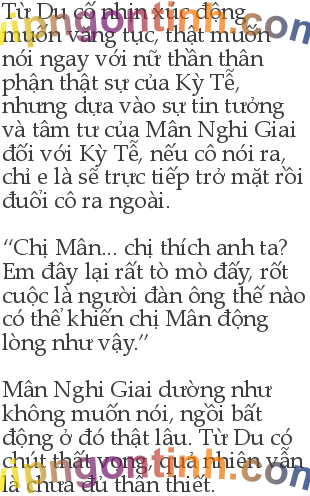 Từ Du cố nhịn xúc động
muốn văng tục, thật muốn
nói ngay với nữ thần thân
phận thật sự của Kỳ Tễ,
nhưng dựa vào sự tin tưởng
và tâm tư của Mân Nghi Giai
đối với Kỳ Tễ, nếu cô nói ra,
chỉ e là sẽ trực tiếp trở mặt rồi
đuổi cô ra ngoài.
“Chị Mân... chị thích anh ta?
Em đây lại rất tò mò đấy, rốt
cuộc là người đàn ông thế nào
có thể khiến chị Mân động
lòng như vậy.”
Mân Nghi Giai dường như
không muốn nói, ngồi bất
động ở đó thật lâu. Từ Du có
chút thất vọng, quả nhiên vẫn
là chưa đủ thân thiết.
vipngontinh.com
vipngontinh.com